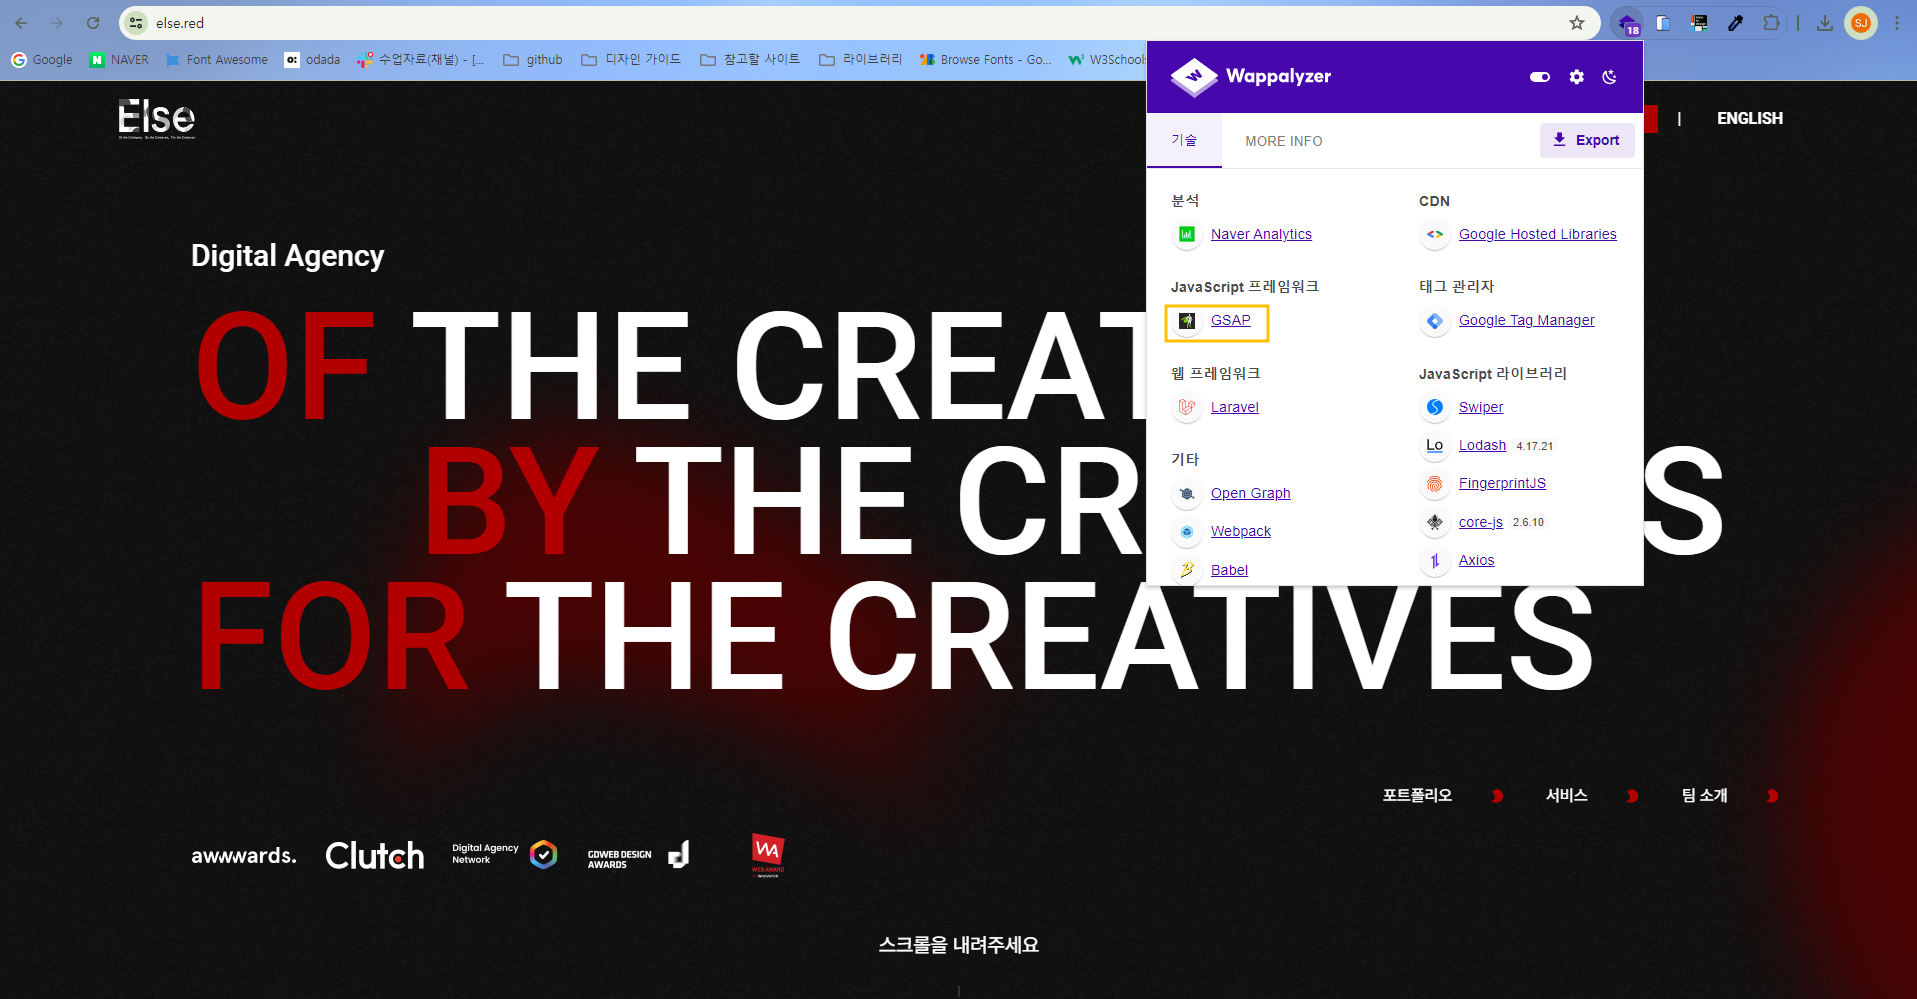 else.red
18
SJ
Google
NAVER
Font Awesome
odada
수업자료(채널) - [...
github
디자인 가이드
참고할 사이트
라이브러리
Browse Fonts - Go...
W3Schools
Wappalyzer
Else
|
ENGLISH
기술
MORE INFO
Export
분석
Naver Analytics
CDN
Google Hosted Libraries
JavaScript 프레임워크
GSAP
태그 관리자
Google Tag Manager
웹 프레임워크
Laravel
JavaScript 라이브러리
Swiper
Lodash 4.17.21
FingerprintJS
core-js 2.6.10
Axios
기타
Open Graph
Webpack
Babel
Digital Agency
OF THE CREAT
BY THE CR S
FOR THE CREATIVES
포트폴리오
서비스
팀 소개
awwwards.
Clutch
Digital Agency
Network
GDWEB DESIGN
AWARDS
WA
WEB AWARD
스크롤을 내려주세요